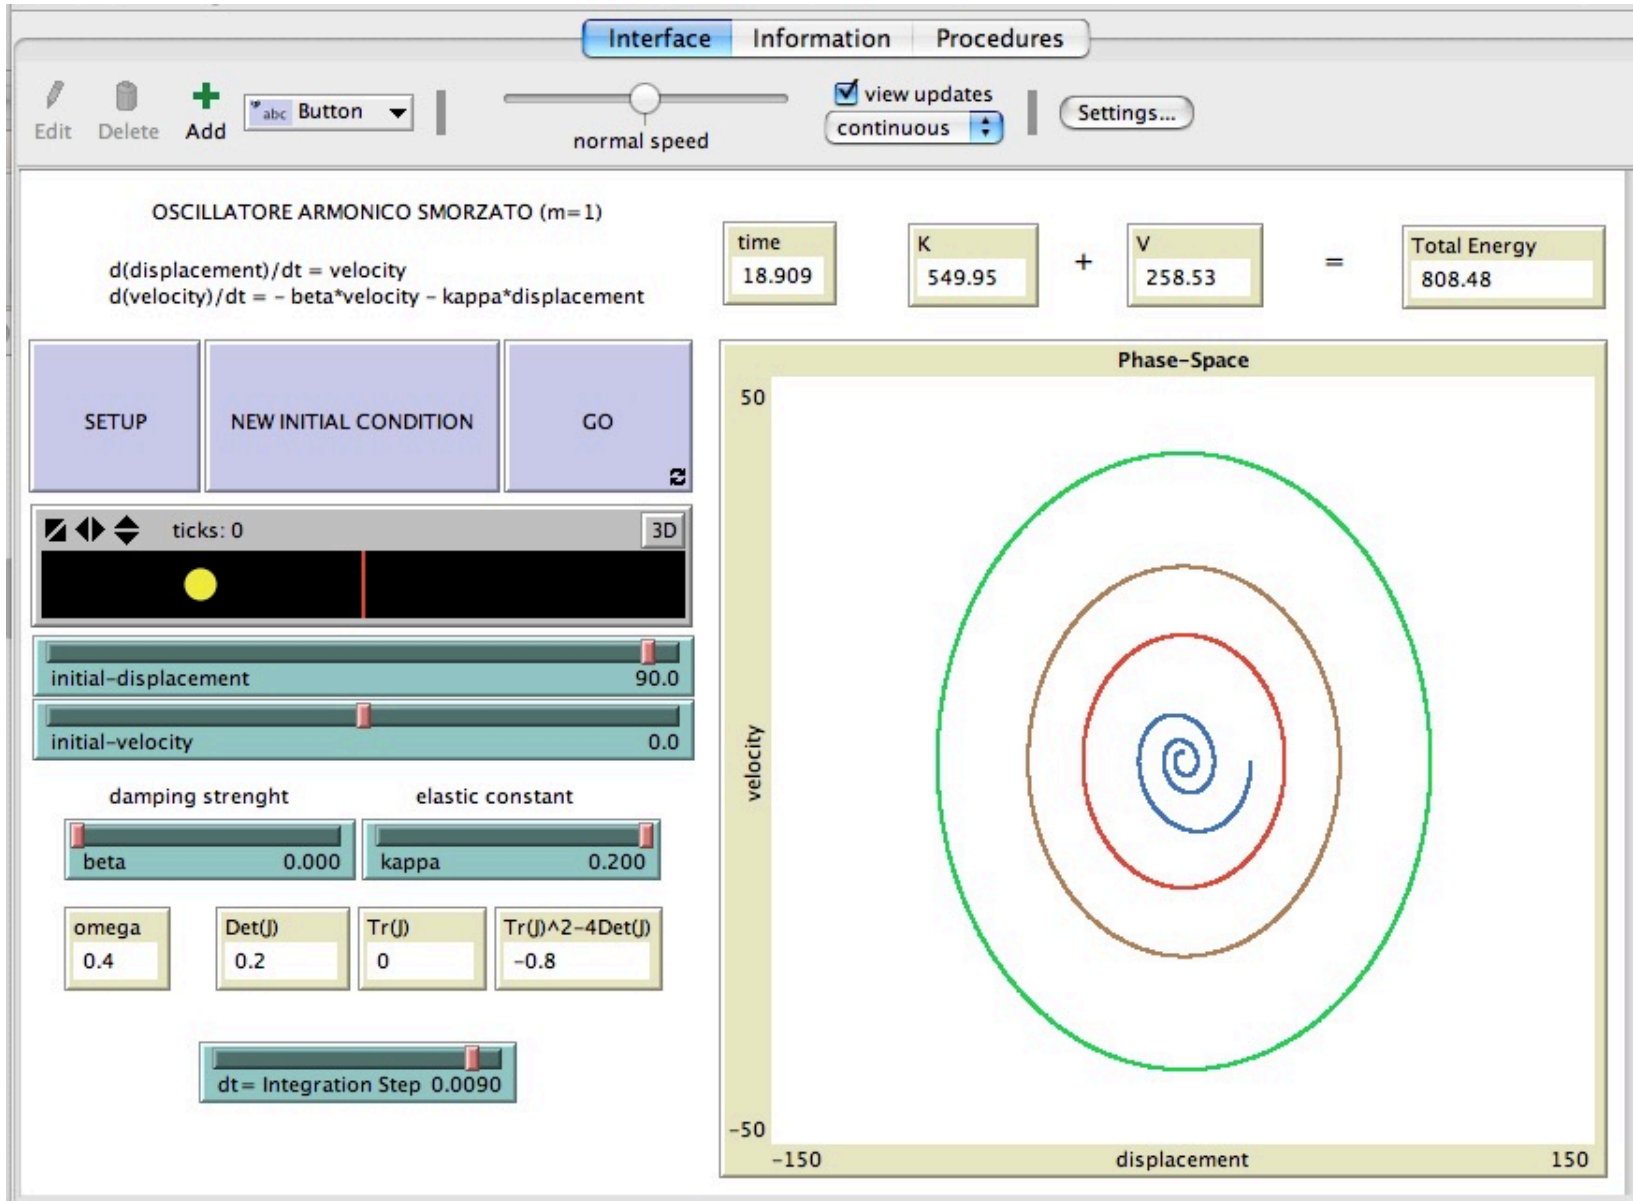 Interface Information Procedures
Edit Delete Add abc Button normal speed view updates continuous Settings...
OSCILLATORE ARMONICO SMORZATO (m=1)
d(displacement)/dt = velocity
d(velocity)/dt = - beta*velocity - kappa*displacement
time
18.909
K
549.95
+
V
258.53
=
Total Energy
808.48
SETUP
NEW INITIAL CONDITION
GO
ticks: 0
3D
initial-displacement 90.0
initial-velocity 0.0
damping strenght
elastic constant
beta 0.000
kappa 0.200
omega
0.4
Det(J)
0.2
Tr(J)
0
Tr(J)^2-4Det(J)
-0.8
dt= Integration Step 0.0090
Phase-Space
50
velocity
-50
-150
displacement
150